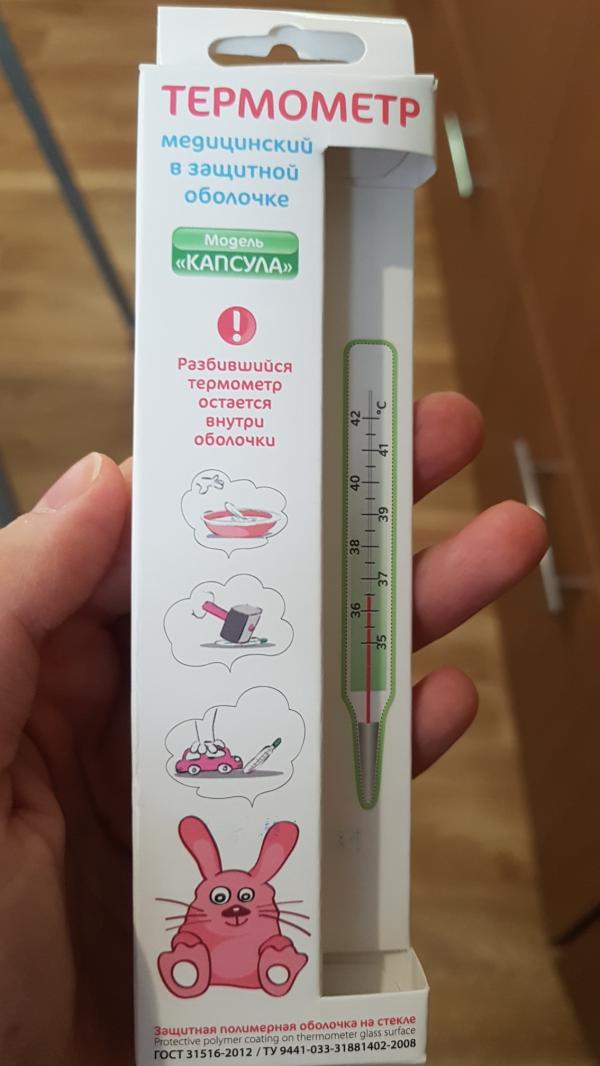 ТЕРМОМЕТР
медицинский
в защитной
оболочке
Модель
«КАПСУЛА»
!
Разбившийся
термометр
остается
внутри
оболочки
°C
42
41
40
39
38
37
36
35
Защитная полимерная оболочка на стекле
Protective polymer coating on thermometer glass surface
ГОСТ 31516-2012 / ТУ 9441-033-31881402-2008